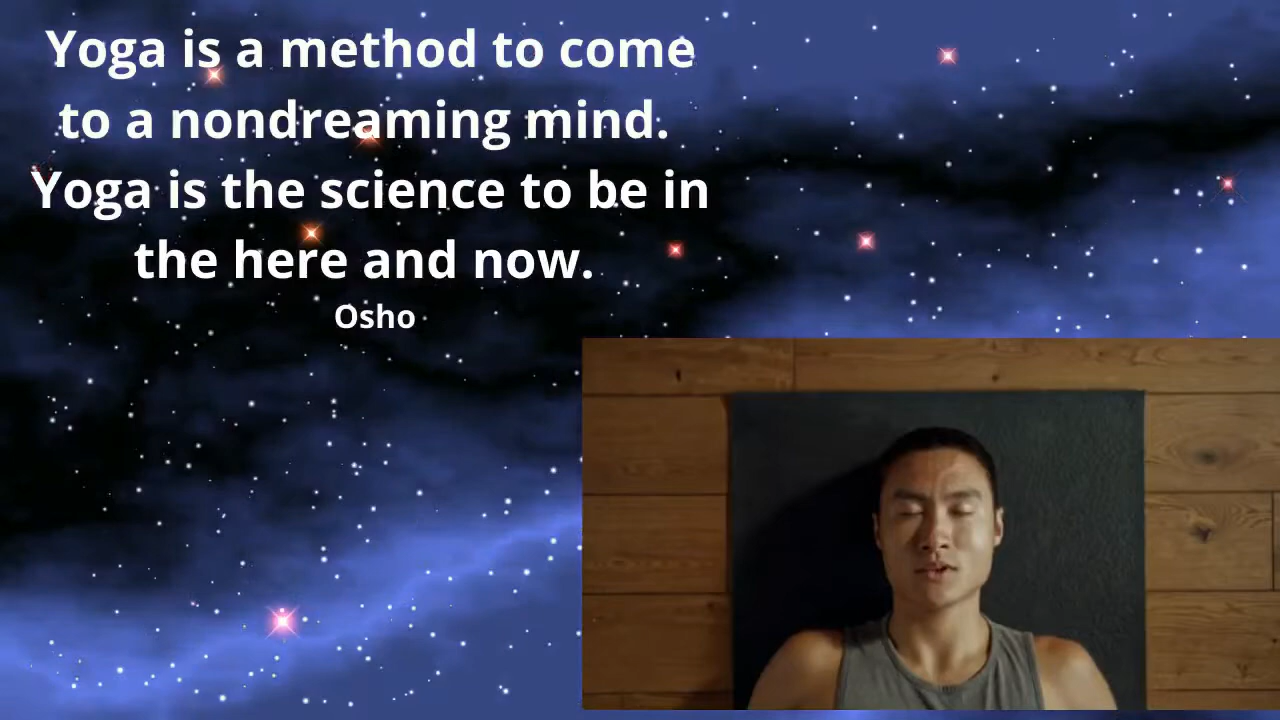 Yoga is a method to come
to a nondreaming mind.
Yoga is the science to be in
the here and now.
Osho